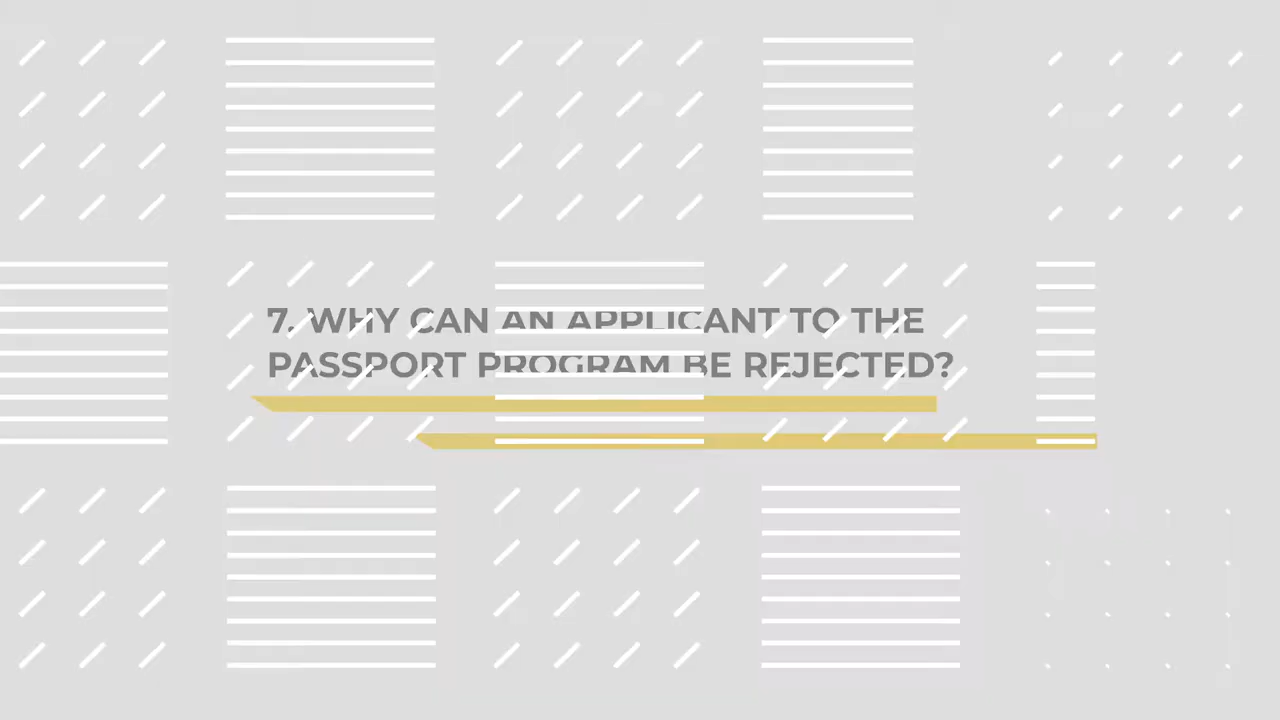 7. WHY CAN AN APPLICANT TO THE
PASSPORT PROGRAM BE REJECTED?